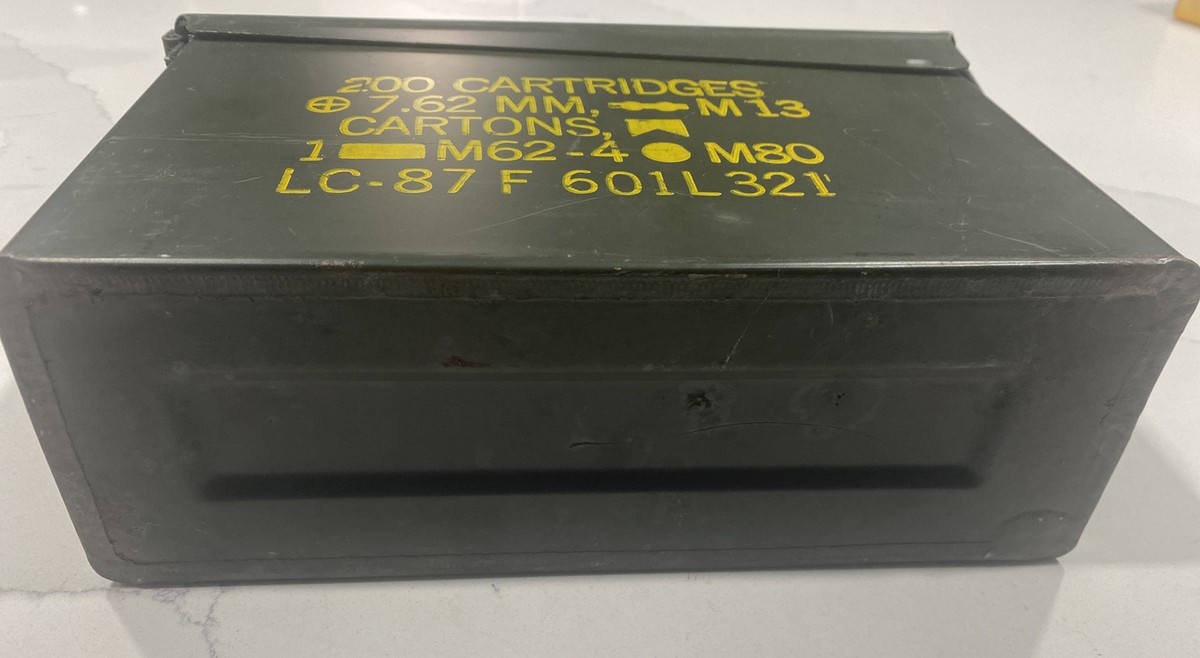 200 CARTRIDGES
7.62 MM, M13
CARTONS,
1 M62-4 M80
LC-87 F 601L321